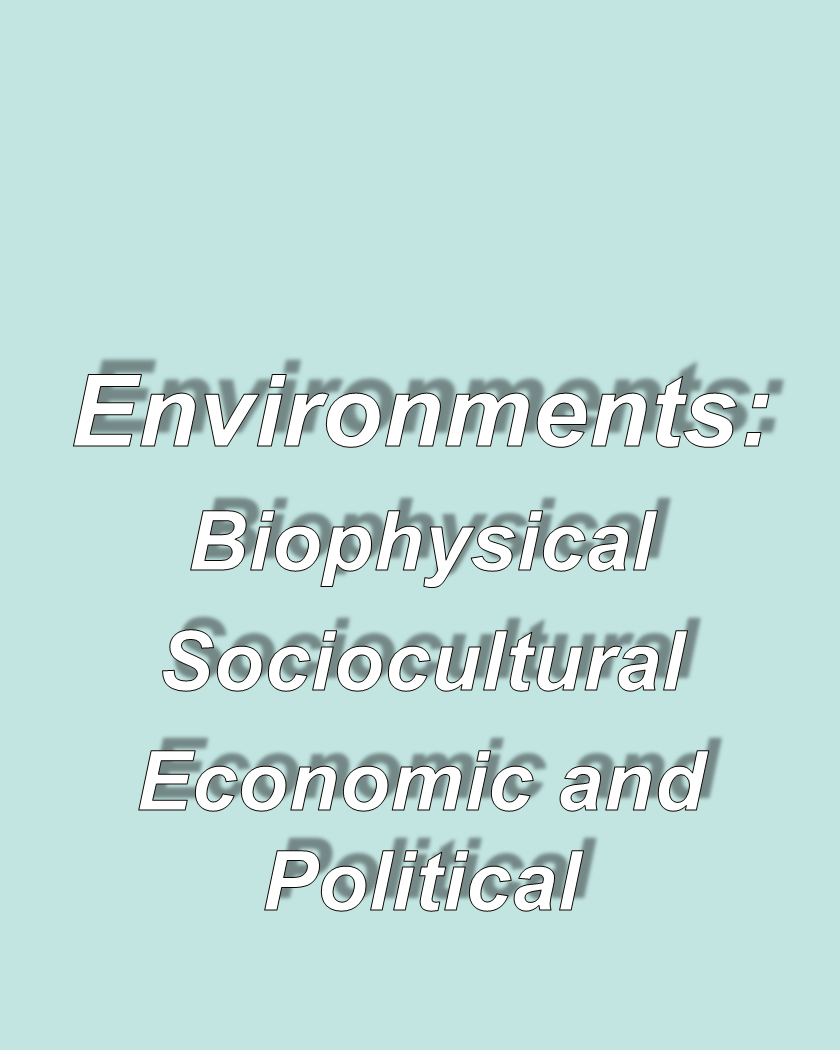 Environments:
Biophysical
Sociocultural
Economic and
Political